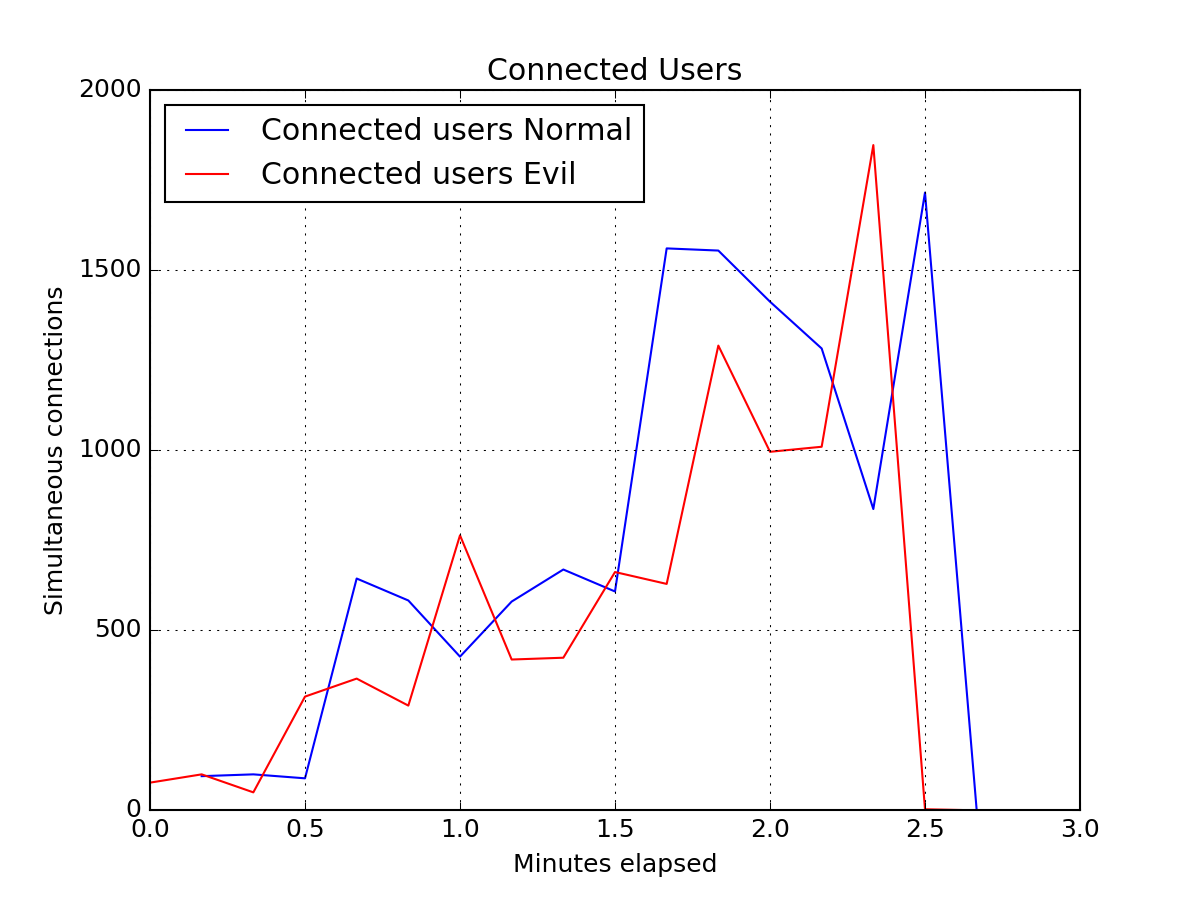 Connected Users
2000
Connected users Normal
Connected users Evil
1500
Simultaneous connections
1000
500
0
0.0 0.5 1.0 1.5 2.0 2.5 3.0
Minutes elapsed